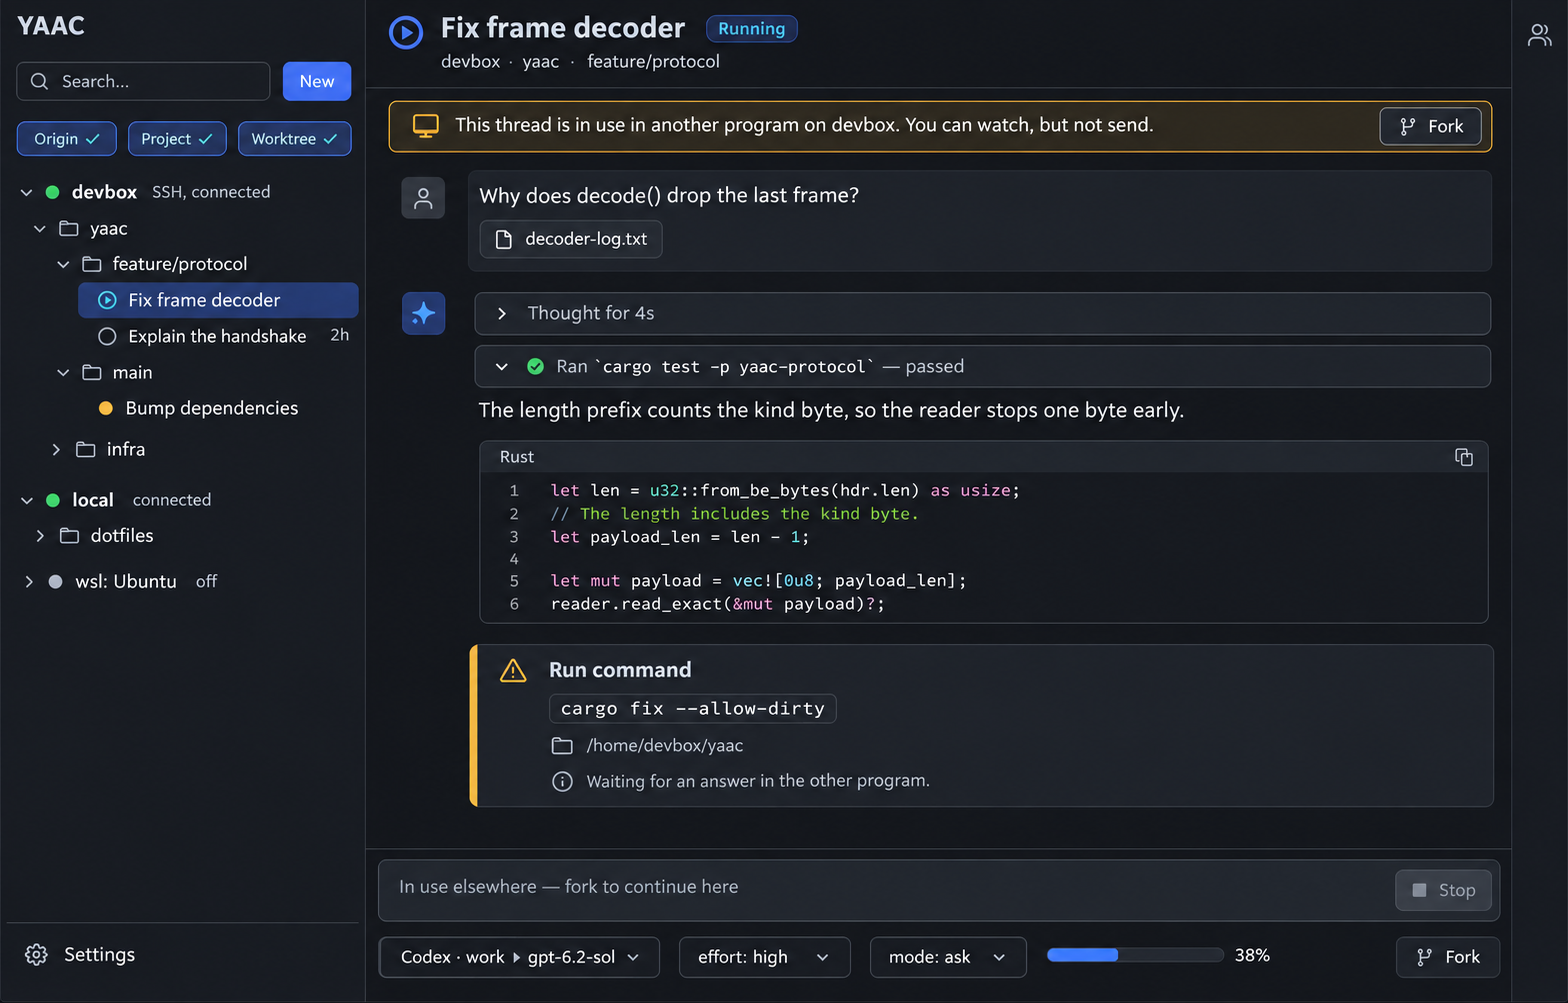 YAAC
Search...
New
Origin
Project
Worktree
devbox SSH, connected
yaac
feature/protocol
Fix frame decoder
Explain the handshake 2h
main
Bump dependencies
infra
local connected
dotfiles
wsl: Ubuntu off
Settings
Fix frame decoder Running
devbox · yaac · feature/protocol
This thread is in use in another program on devbox. You can watch, but not send.
Fork
Why does decode() drop the last frame?
decoder-log.txt
Thought for 4s
Ran `cargo test -p yaac-protocol` — passed
The length prefix counts the kind byte, so the reader stops one byte early.
Rust
1 let len = u32::from_be_bytes(hdr.len) as usize;
2 // The length includes the kind byte.
3 let payload_len = len - 1;
4
5 let mut payload = vec![0u8; payload_len];
6 reader.read_exact(&mut payload)?;
Run command
cargo fix --allow-dirty
/home/devbox/yaac
Waiting for an answer in the other program.
In use elsewhere — fork to continue here
Stop
Codex · work ▸ gpt-6.2-sol
effort: high
mode: ask
38%
Fork